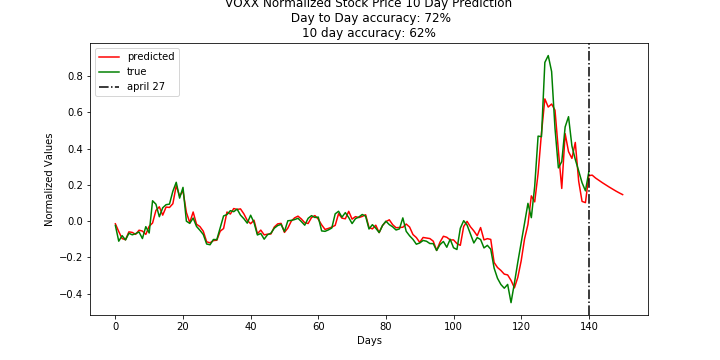 VOXX Normalized Stock Price 10 Day Prediction
Day to Day accuracy: 72%
10 day accuracy: 62%
predicted
true
april 27
Normalized Values
0.8
0.6
0.4
0.2
0.0
−0.2
−0.4
0
20
40
60
80
100
120
140
Days